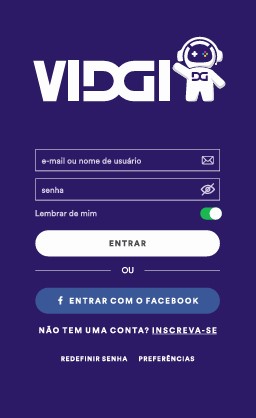 VIDGI
DG
e-mail ou nome de usuário
senha
Lembrar de mim
ENTRAR
OU
f ENTRAR COM O FACEBOOK
NÃO TEM UMA CONTA? INSCREVA-SE
REDEFINIR SENHA PREFERÊNCIAS